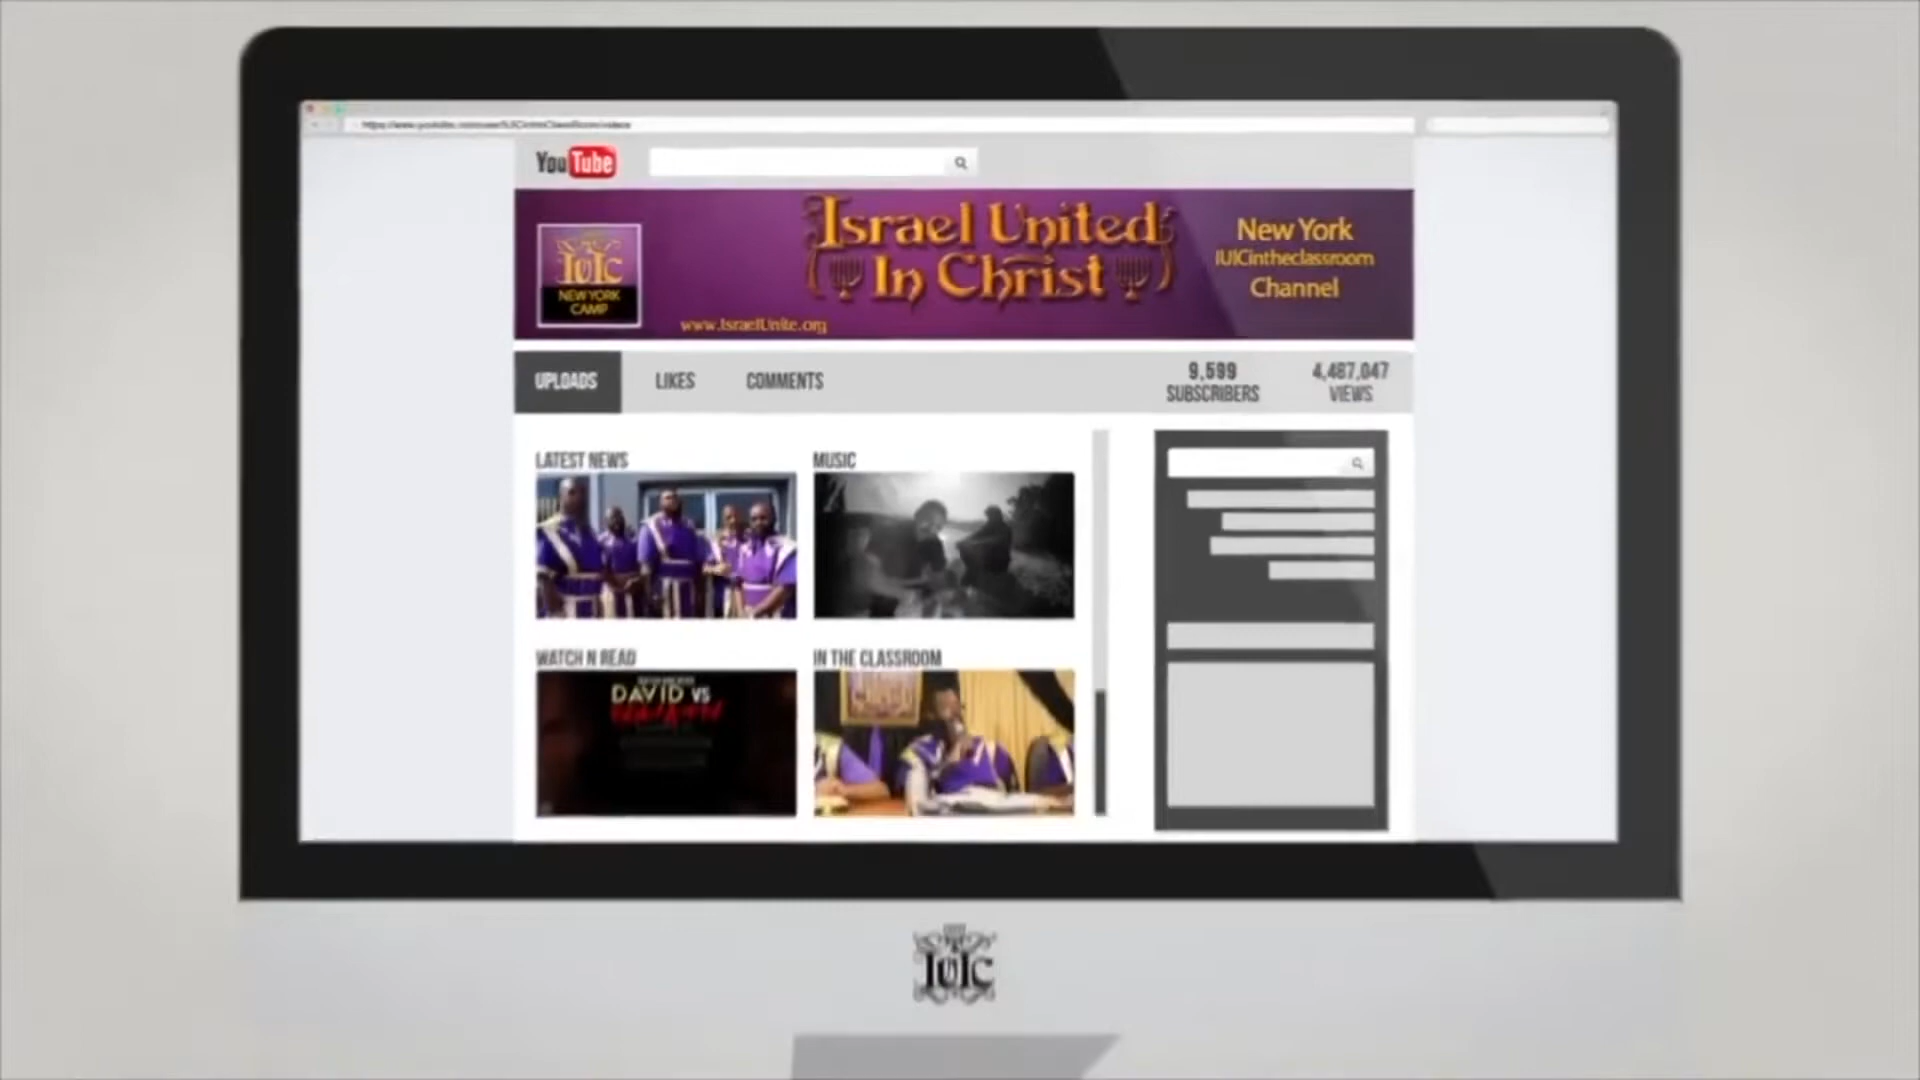 YouTube
Israel United
In Christ
New York
IUICintheclassroom
Channel
IUIC
NEW YORK
CAMP
www.IsraelUnite.org
UPLOADS
LIKES
COMMENTS
9,599
SUBSCRIBERS
4,487,047
VIEWS
LATEST NEWS
MUSIC
WATCH N READ
IN THE CLASSROOM
DAVID VS
IUIC